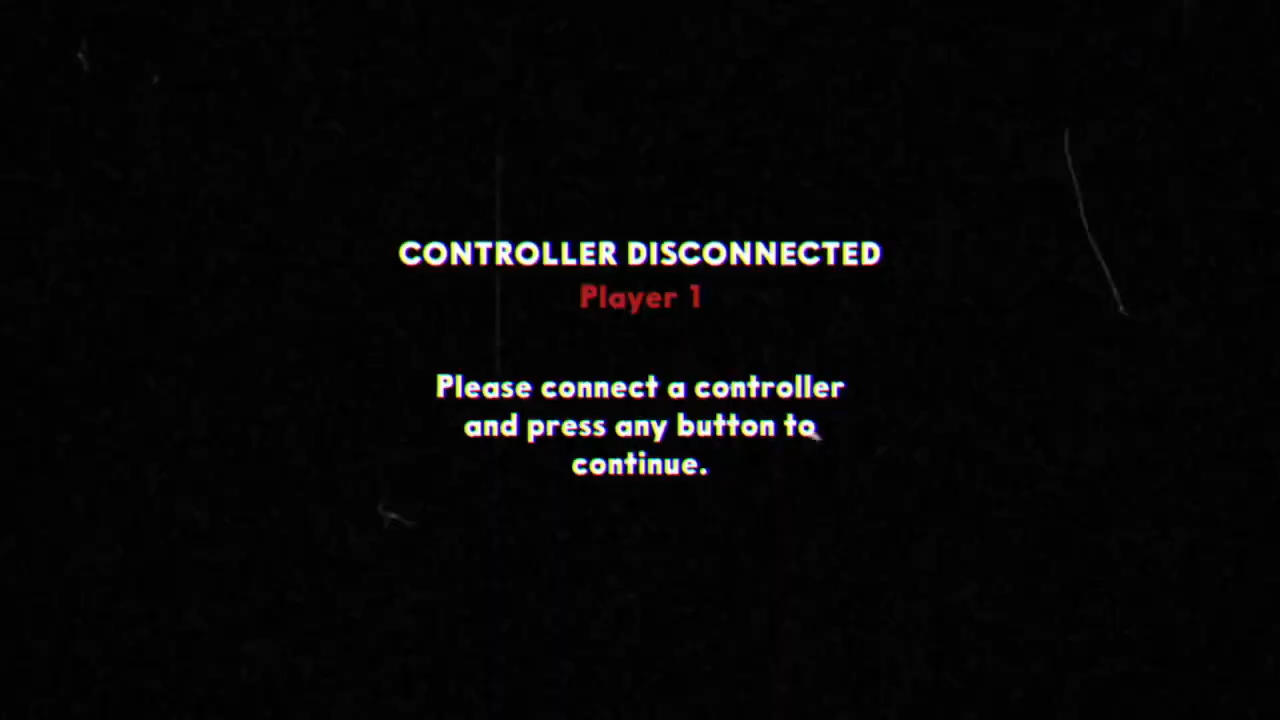 CONTROLLER DISCONNECTED
Player 1
Please connect a controller
and press any button to
continue.